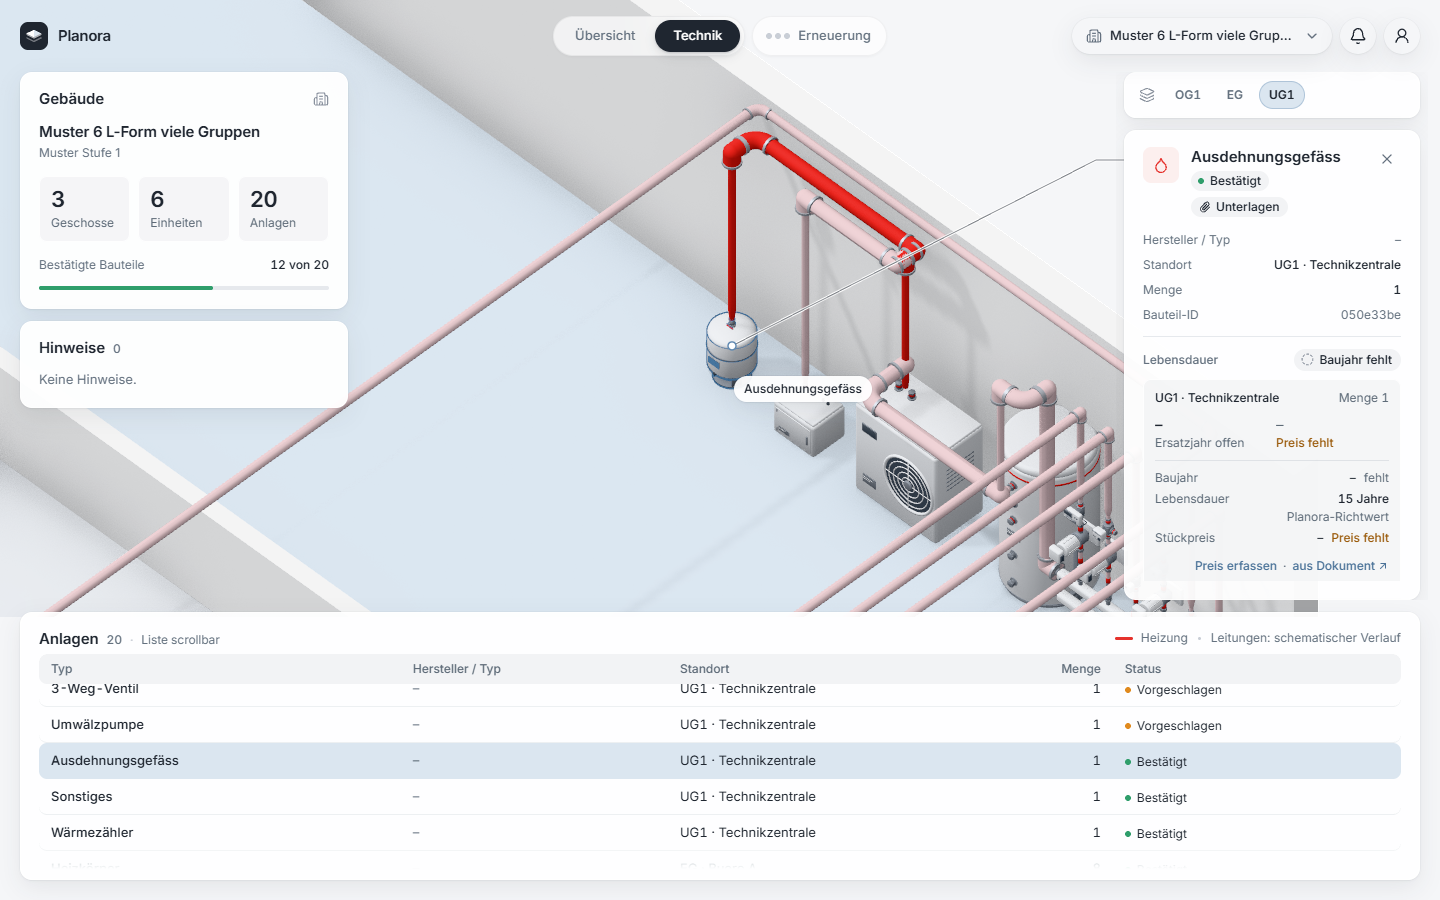 Planora
Übersicht
Technik
Erneuerung
Muster 6 L-Form viele Grup...
Gebäude
Muster 6 L-Form viele Gruppen
Muster Stufe 1
3
Geschosse
6
Einheiten
20
Anlagen
Bestätigte Bauteile
12 von 20
Hinweise 0
Keine Hinweise.
Ausdehnungsgefäss
OG1
EG
UG1
Ausdehnungsgefäss
Bestätigt
Unterlagen
Hersteller / Typ –
Standort UG1 · Technikzentrale
Menge 1
Bauteil-ID 050e33be
Lebensdauer Baujahr fehlt
UG1 · Technikzentrale Menge 1
– –
Ersatzjahr offen Preis fehlt
Baujahr – fehlt
Lebensdauer 15 Jahre
Planora-Richtwert
Stückpreis – Preis fehlt
Preis erfassen · aus Dokument ↗
Anlagen 20 · Liste scrollbar
Heizung • Leitungen: schematischer Verlauf
Typ Hersteller / Typ Standort Menge Status
3-Weg-Ventil – UG1 · Technikzentrale 1 Vorgeschlagen
Umwälzpumpe – UG1 · Technikzentrale 1 Vorgeschlagen
Ausdehnungsgefäss – UG1 · Technikzentrale 1 Bestätigt
Sonstiges – UG1 · Technikzentrale 1 Bestätigt
Wärmezähler – UG1 · Technikzentrale 1 Bestätigt